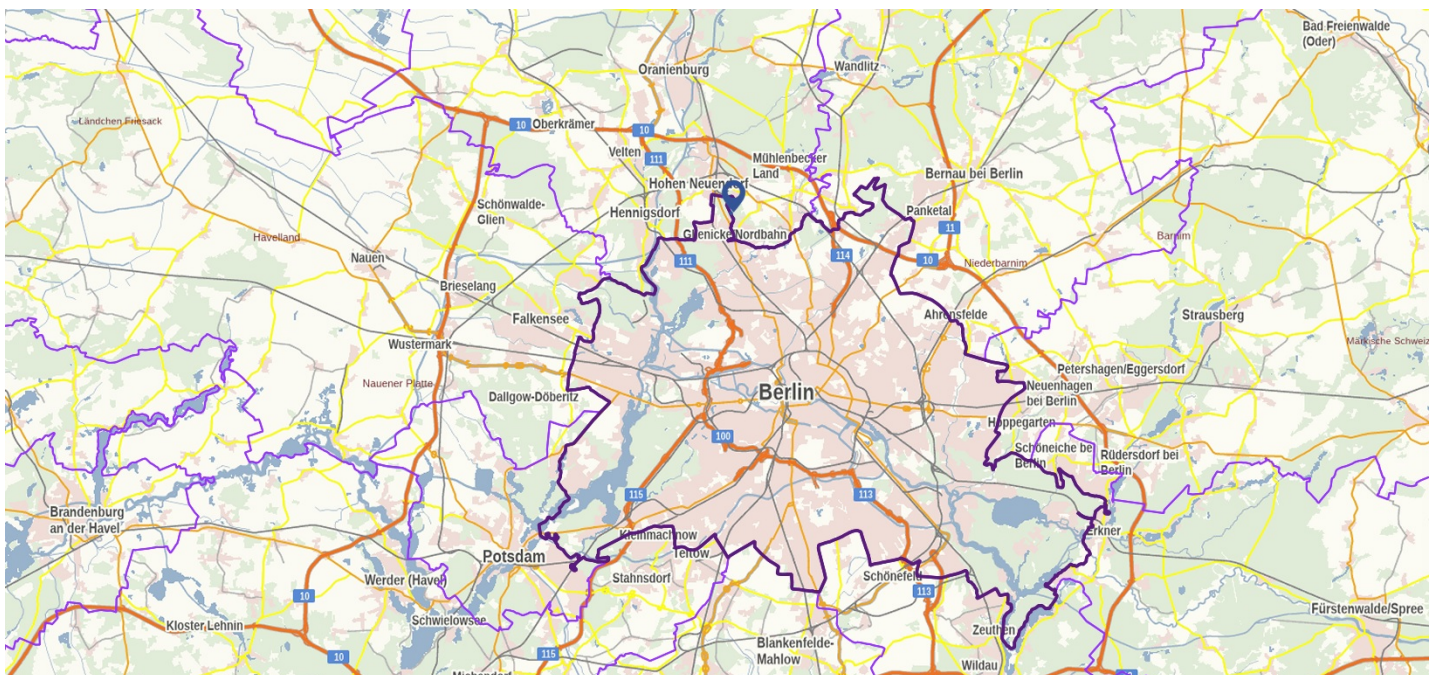 Bad Freienwalde
(Oder)
Oranienburg
Wandlitz
Ländchen Friesack
10
Oberkrämer
10
Velten
111
Mühlenbecker
Land
Bernau bei Berlin
Hohen Neuendorf
Schönwalde-
Glien
Hennigsdorf
Panketal
11
Havelland
Glienicke/Nordbahn
Barnim
Nauen
111
114
10
Niederbarnim
Brieselang
Falkensee
Ahrensfelde
Strausberg
Wustermark
Märkische Schweiz
Petershagen/Eggersdorf
Nauener Platte
Neuenhagen
bei Berlin
Dallgow-Döberitz
Berlin
Hoppegarten
100
Schöneiche be
Berlin
Rüdersdorf bei
Berlin
115
113
Brandenburg
an der Havel
Kleinmachnow
Erkner
Potsdam
Teltow
Werder (Havel)
Stahnsdorf
Schönefeld
10
113
Schwielowsee
Kloster Lehnin
Fürstenwalde/Spree
Zeuthen
Blankenfelde-
Mahlow
10
115
Wildau